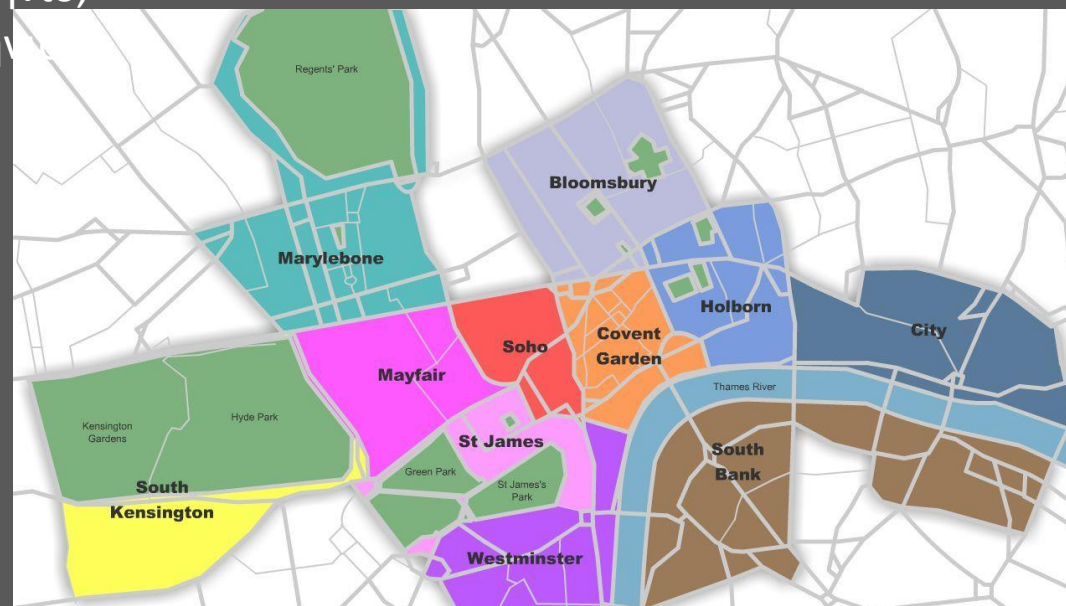 Regents' Park
Bloomsbury
Marylebone
Holborn
City
Covent
Garden
Soho
Mayfair
Thames River
Kensington
Gardens
Hyde Park
St James
Green Park
St James's
Park
South
Bank
South
Kensington
Westminster